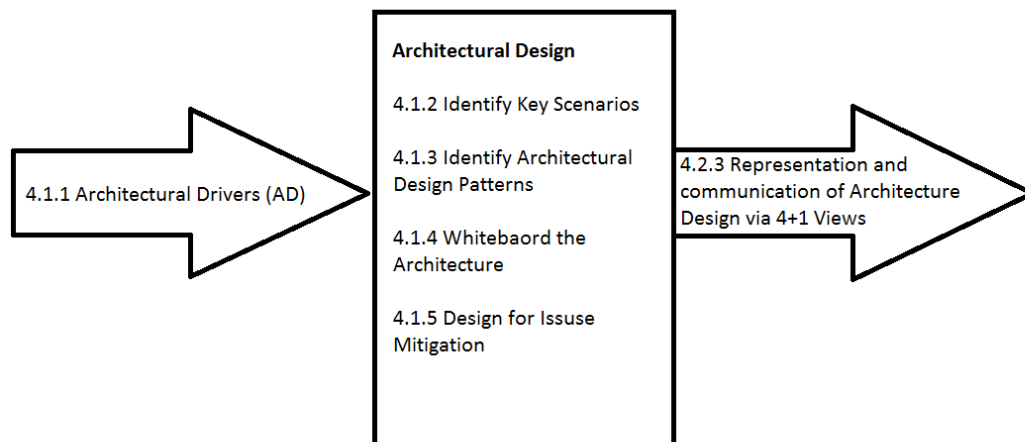 4.1.1 Architectural Drivers (AD)
Architectural Design
4.1.2 Identify Key Scenarios
4.1.3 Identify Architectural
Design Patterns
4.1.4 Whitebaord the
Architecture
4.1.5 Design for Issuse
Mitigation
4.2.3 Representation and
communication of Architecture
Design via 4+1 Views